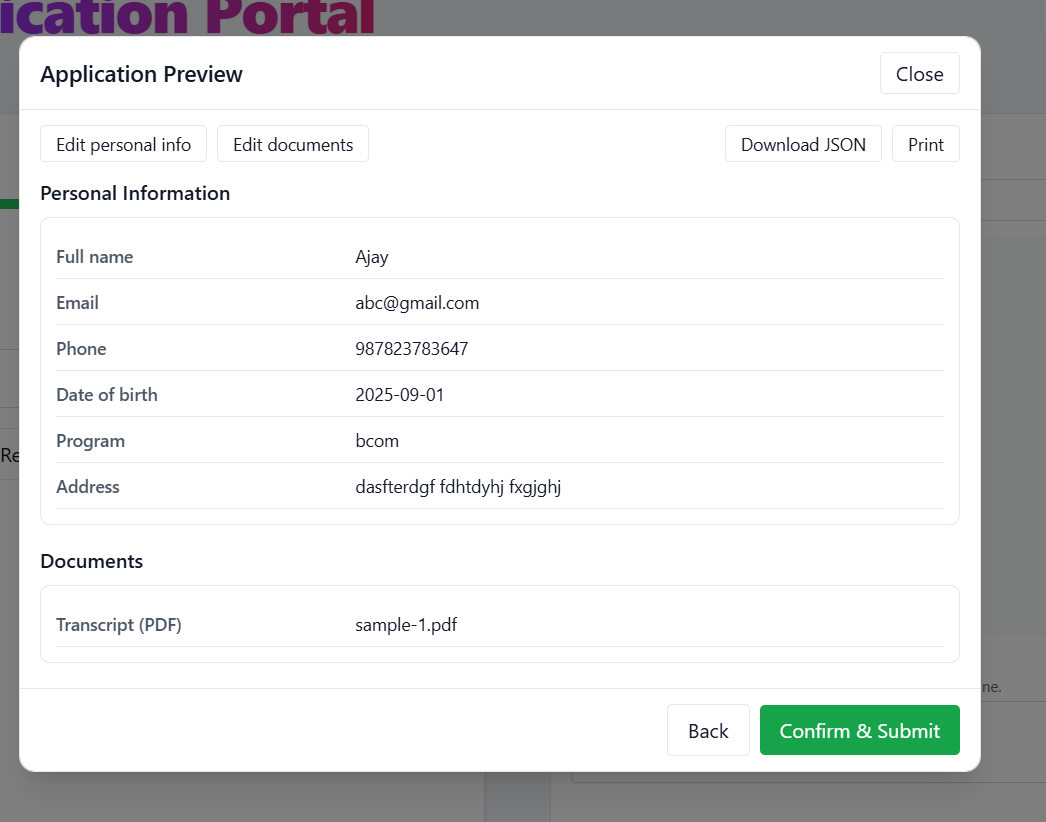 ication Portal
Application Preview
Close
Edit personal info
Edit documents
Download JSON
Print
Personal Information
Full name Ajay
Email abc@gmail.com
Phone 987823783647
Date of birth 2025-09-01
Program bcom
Address dasfterdgf fdhtdyhj fxgjghj
Re
Documents
Transcript (PDF) sample-1.pdf
ne.
Back
Confirm & Submit